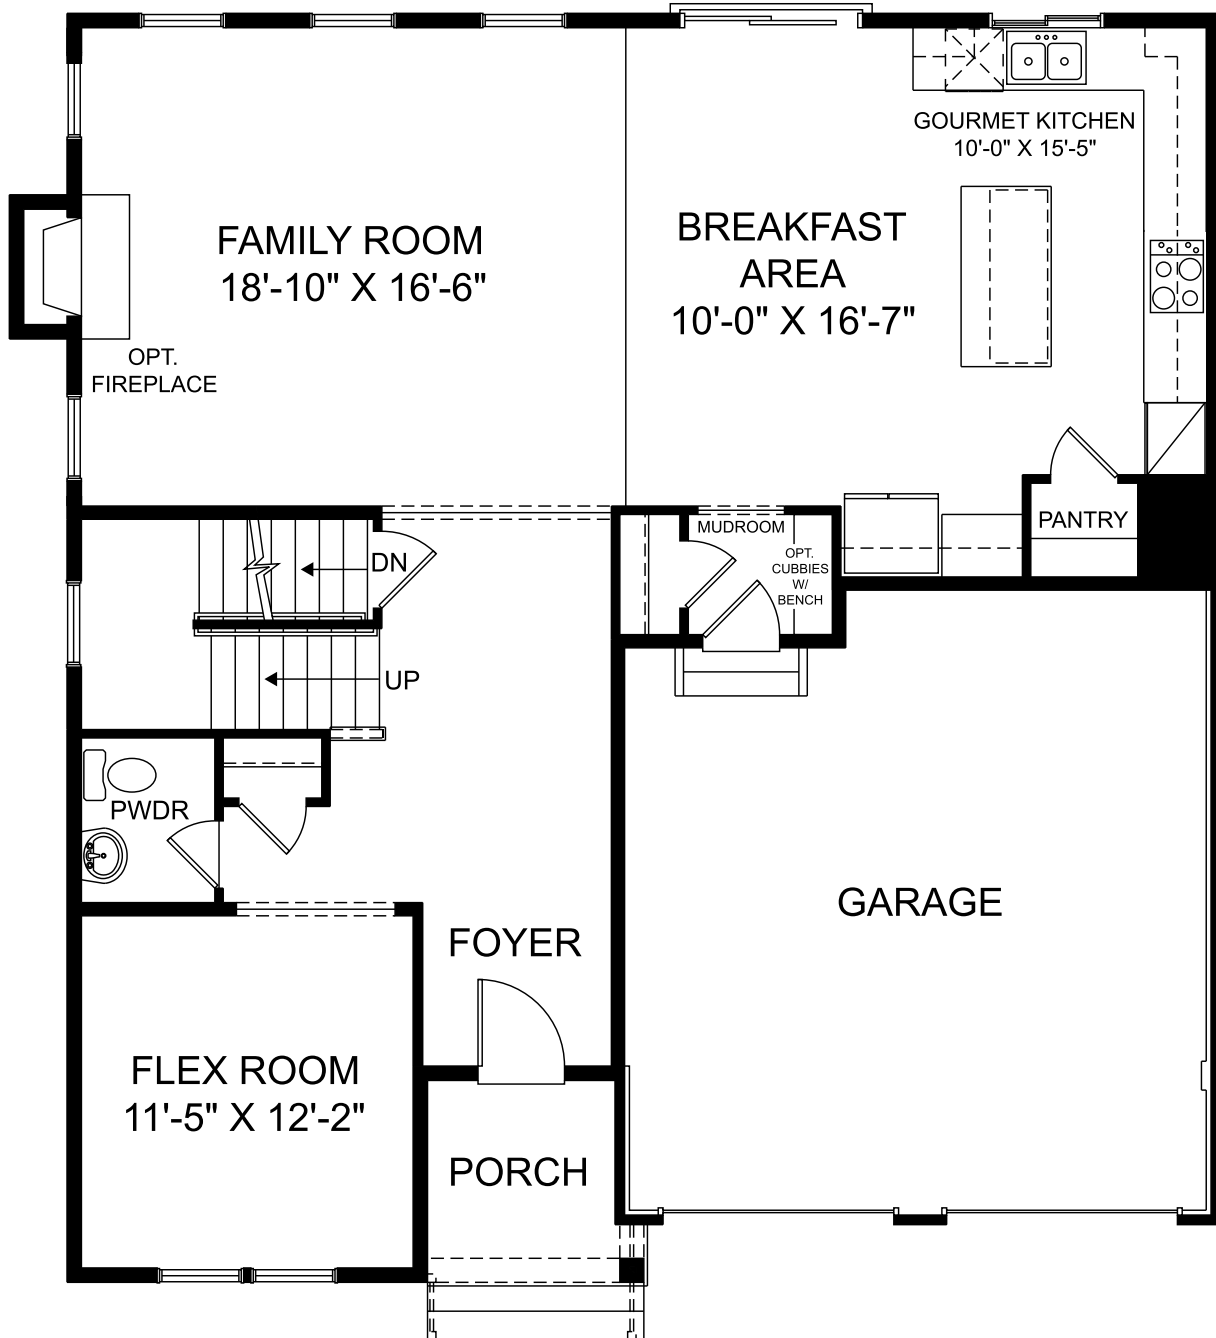 GOURMET KITCHEN
10'-0" X 15'-5"
FAMILY ROOM
18'-10" X 16'-6"
BREAKFAST
AREA
10'-0" X 16'-7"
OPT.
FIREPLACE
MUDROOM
PANTRY
OPT.
CUBBIES
W/
BENCH
DN
UP
PWDR
GARAGE
FOYER
FLEX ROOM
11'-5" X 12'-2"
PORCH